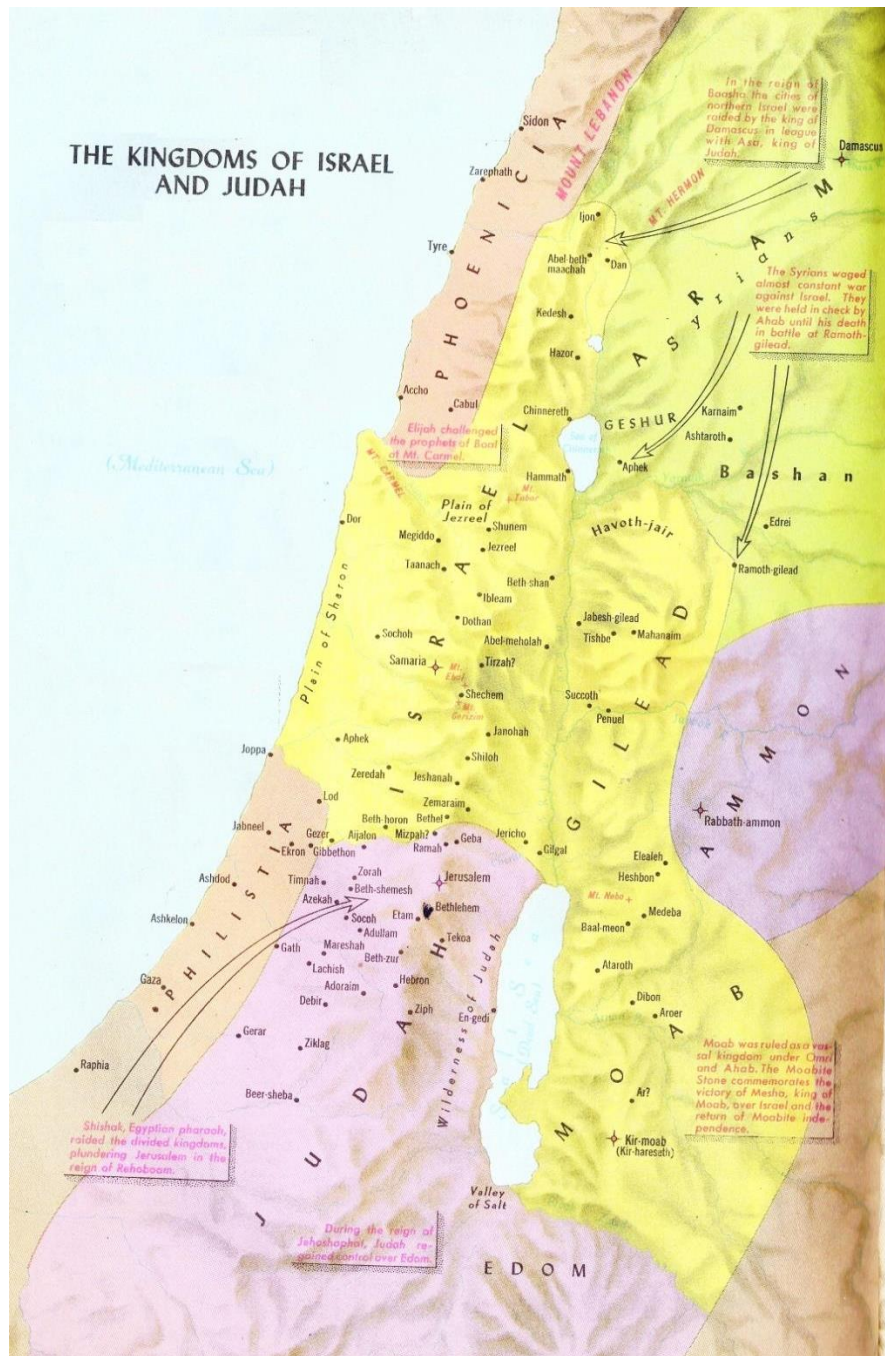 THE KINGDOMS OF ISRAEL
AND JUDAH
In the reign of
Baasha the cities of
northern Israel were
raided by the king of
Damascus in league
with Asa, king of
Judah.
Damascus
Sidon
PHOENICIA
MOUNT LEBANON
Zarephath
MT. HERMON
Ijon
Tyre
Abel-beth
maachah
Dan
ARAM
Syrians
The Syrians waged
almost constant war
against Israel. They
were held in check by
Ahab until his death
in battle at Ramoth-
gilead.
Kedesh
Hazor
Accho
Cabul
Chinnereth
GESHUR
Karnaim
Ashtaroth
Elijah challenged
the prophets of Baal
at Mt. Carmel.
(Mediterranean Sea)
MT. CARMEL
Sea of
Hammath
Aphek
Bashan
Mt.
Tabor
Plain of
Jezreel
Dor
Shunem
Havoth-jair
Edrei
Megiddo
Jezreel
Taanach
Beth-shan
Ramoth-gilead
ISRAEL
Ibleam
Plain of Sharon
Dothan
Jabesh-gilead
Sochoh
Abel-meholah
Tishbe
Mahanaim
Samaria
Mt.
Ebal
Tirzah?
GILEAD
Shechem
Mt.
Gerizim
Succoth
Penuel
AMMON
Aphek
Janohah
Joppa
Shiloh
Zeredah
Jeshanah
Lod
Zemaraim
Rabbath-ammon
Beth-horon
Bethel
Jabneel
Gezer
Aijalon
Mizpah?
Geba
Jericho
Ekron
Gibbethon
Ramah
Gilgal
PHILISTIA
Elealeh
Zorah
Jerusalem
Heshbon
Ashdod
Timnah
Beth-shemesh
Mt. Nebo
Azekah
Bethlehem
Ashkelon
Socoh
Etam
Medeba
Adullam
Baal-meon
Gath
Mareshah
Tekoa
Beth-zur
Lachish
Ataroth
Gaza
Adoraim
Hebron
Debir
Ziph
En-gedi
Dibon
Aroer
Gerar
Ziklag
Wilderness of Judah
MOAB
Raphia
Beer-sheba
Ar?
Moab was ruled as a vas-
sal kingdom under Omri
and Ahab. The Moabite
Stone commemorates the
victory of Mesha, king of
Moab, over Israel and the
return of Moabite inde-
pendence.
Shishak, Egyptian pharaoh,
raided the divided kingdoms,
plundering Jerusalem in the
reign of Rehoboam.
Kir-moab
(Kir-hareseth)
JUDAH
Valley
of Salt
During the reign of
Jehoshaphat, Judah re-
gained control over Edom.
EDOM